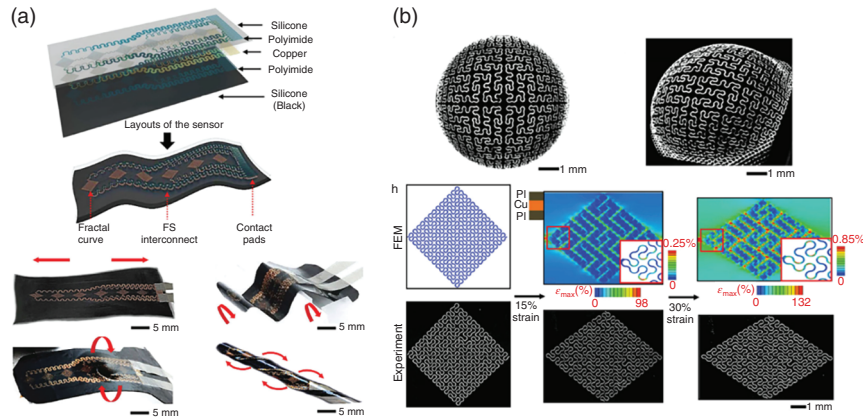 (a)
Silicone
Polyimide
Copper
Polyimide
Silicone
(Black)
Layouts of the sensor
Fractal
curve
FS
interconnect
Contact
pads
5 mm
5 mm
5 mm
5 mm
(b)
1 mm
1 mm
h
FEM
PI
Cu
PI
0.25%
0
0.85%
0
εmax(%)
0 98
εmax(%)
0 132
15%
strain
30%
strain
Experiment
1 mm